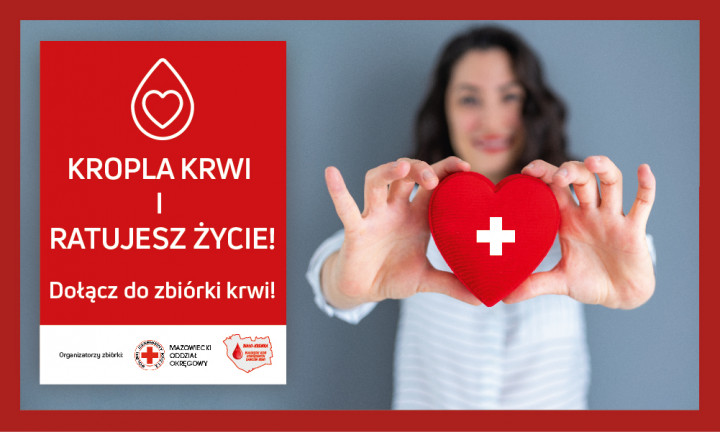 KROPLA KRWI
I
RATUJESZ ŻYCIE!
Dołącz do zbiórki krwi!
Organizatorzy zbiórki:
MAZOWIECKI
ODDZIAŁ
OKRĘGOWY